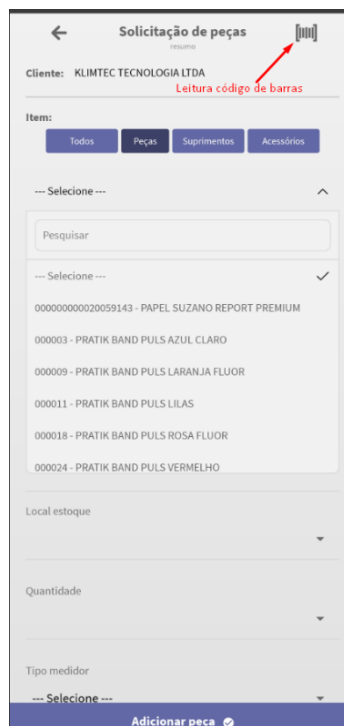 Solicitação de peças
resumo
Cliente: KLIMTEC TECNOLOGIA LTDA
Leitura código de barras
Item:
Todos Peças Suprimentos Acessórios
--- Selecione ---
Pesquisar
--- Selecione ---
000000000020059143 - PAPEL SUZANO REPORT PREMIUM
000003 - PRATIK BAND PULS AZUL CLARO
000009 - PRATIK BAND PULS LARANJA FLUOR
000011 - PRATIK BAND PULS LILAS
000018 - PRATIK BAND PULS ROSA FLUOR
000024 - PRATIK BAND PULS VERMELHO
Local estoque
Quantidade
Tipo medidor
--- Selecione ---
Adicionar peça